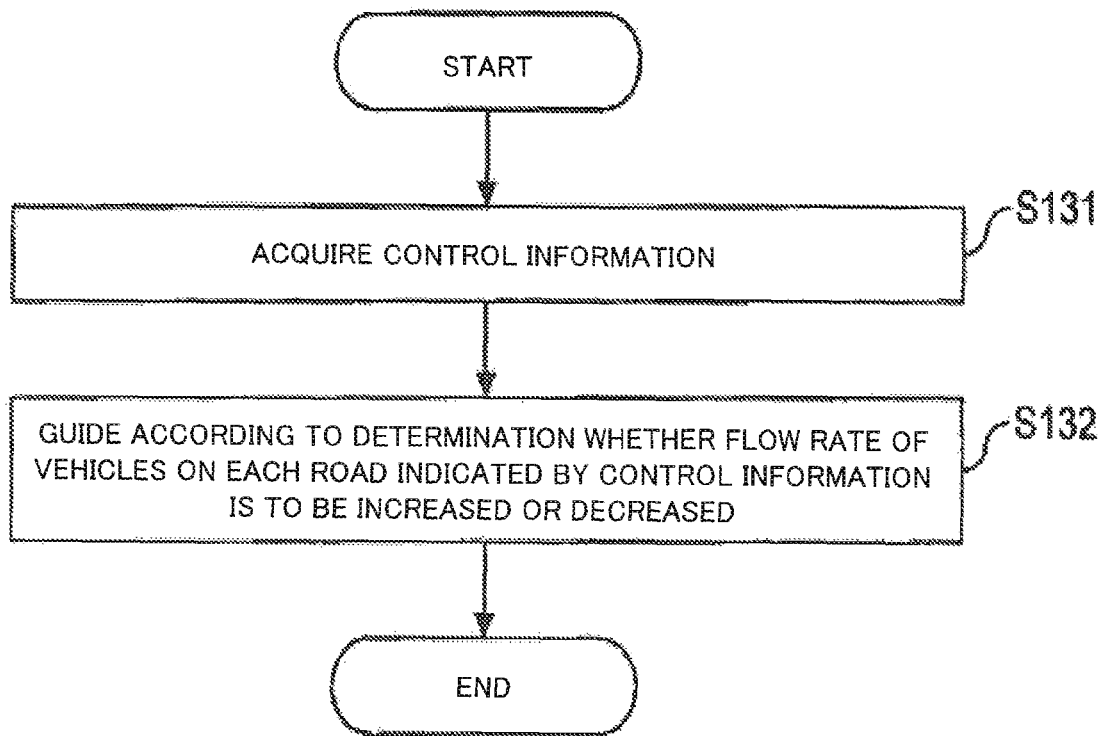 START
ACQUIRE CONTROL INFORMATION
S131
GUIDE ACCORDING TO DETERMINATION WHETHER FLOW RATE OF
VEHICLES ON EACH ROAD INDICATED BY CONTROL INFORMATION
IS TO BE INCREASED OR DECREASED
S132
END